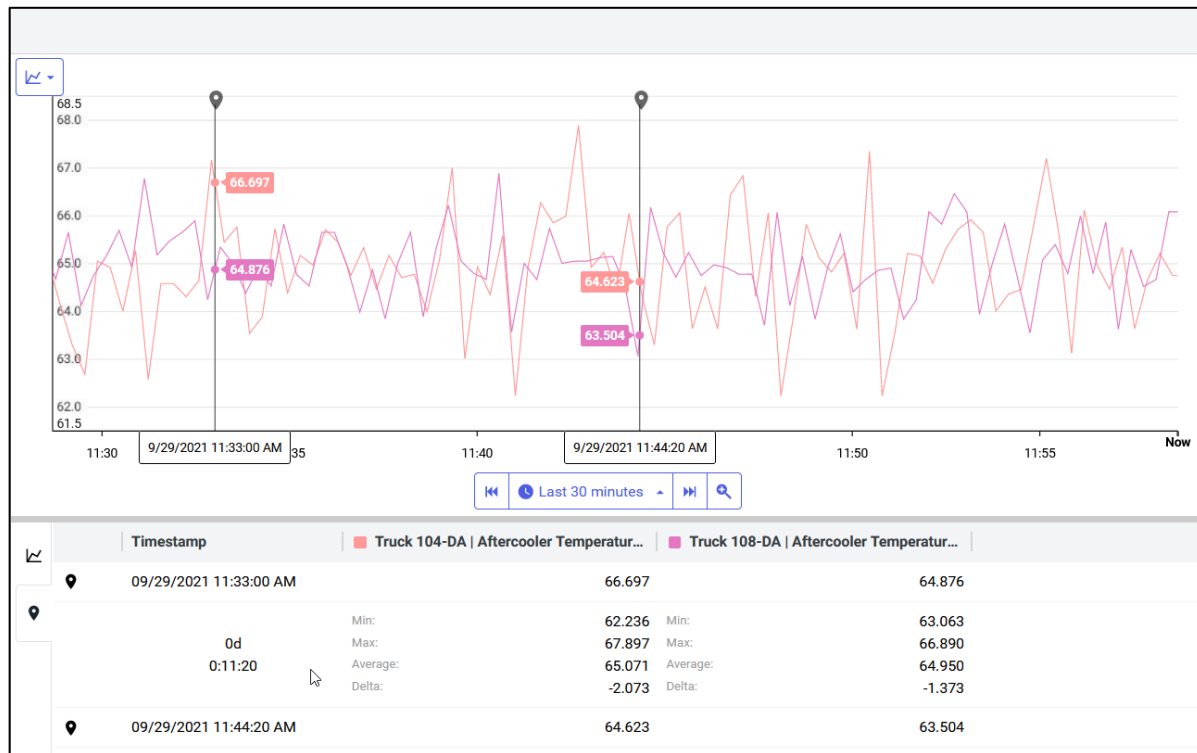 68.5
68.0
67.0
66.0
65.0
64.0
63.0
62.0
61.5
66.697
64.876
64.623
63.504
11:30
9/29/2021 11:33:00 AM
35
11:40
9/29/2021 11:44:20 AM
11:50
11:55
Now
Last 30 minutes
Timestamp Truck 104-DA | Aftercooler Temperatur... Truck 108-DA | Aftercooler Temperatur...
09/29/2021 11:33:00 AM 66.697 64.876
Min: 62.236 Min: 63.063
0d Max: 67.897 Max: 66.890
0:11:20 Average: 65.071 Average: 64.950
Delta: -2.073 Delta: -1.373
09/29/2021 11:44:20 AM 64.623 63.504